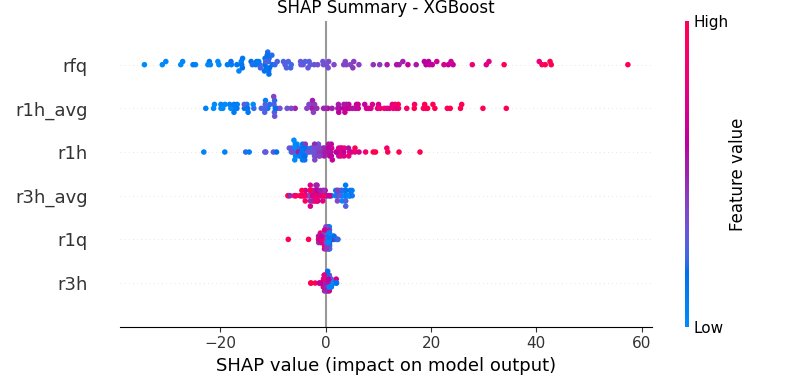 SHAP Summary - XGBoost
High
rfq
r1h_avg
r1h
r3h_avg
r1q
r3h
Feature value
Low
−20
0
20
40
60
SHAP value (impact on model output)